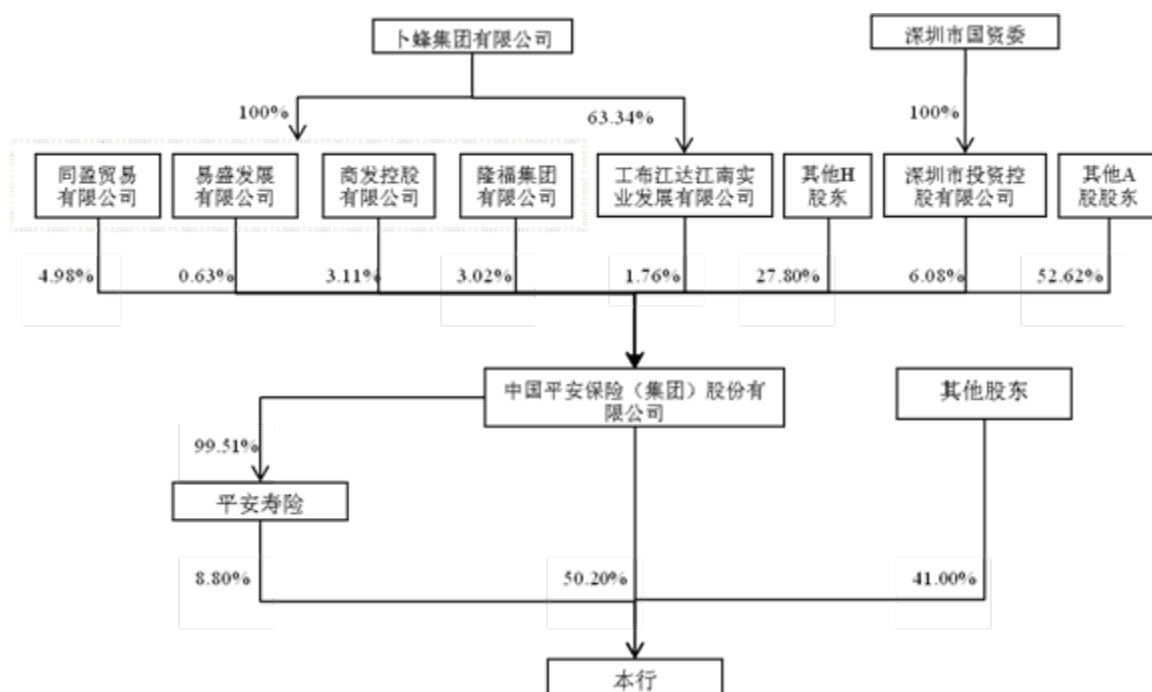 卜蜂集团有限公司
深圳市国资委
100%
63.34%
100%
同盈贸易
有限公司
易盛发展
有限公司
商发控股
有限公司
隆福集团
有限公司
工布江达江南实
业发展有限公司
其他H
股东
深圳市投资控
股有限公司
其他A
股股东
4.98%
0.63%
3.11%
3.02%
1.76%
27.80%
6.08%
52.62%
中国平安保险（集团）股份有
限公司
其他股东
99.51%
平安寿险
8.80%
50.20%
41.00%
本行